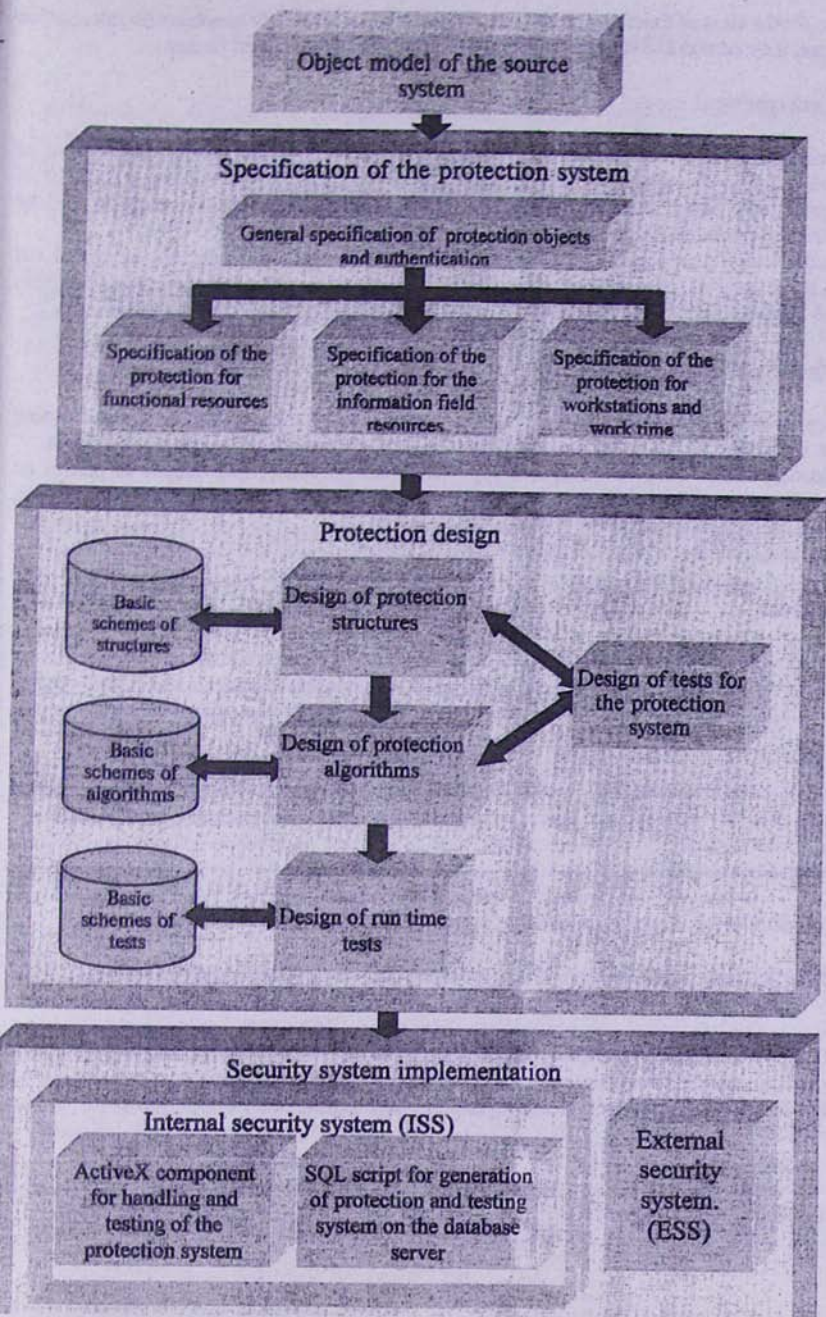 Object model of the source
system
Specification of the protection system
General specification of protection objects
and authentication
Specification of the
protection for
functional resources
Specification of the
protection for the
information field
resources
Specification of the
protection for
workstations and
work time
Protection design
Basic
schemes of
structures
Design of protection
structures
Design of tests for
the protection
system
Basic
schemes of
algorithms
Design of protection
algorithms
Basic
schemes of
tests
Design of run time
tests
Security system implementation
Internal security system (ISS)
ActiveX component
for handling and
testing of the
protection system
SQL script for generation
of protection and testing
system on the database
server
External
security
system.
(ESS)